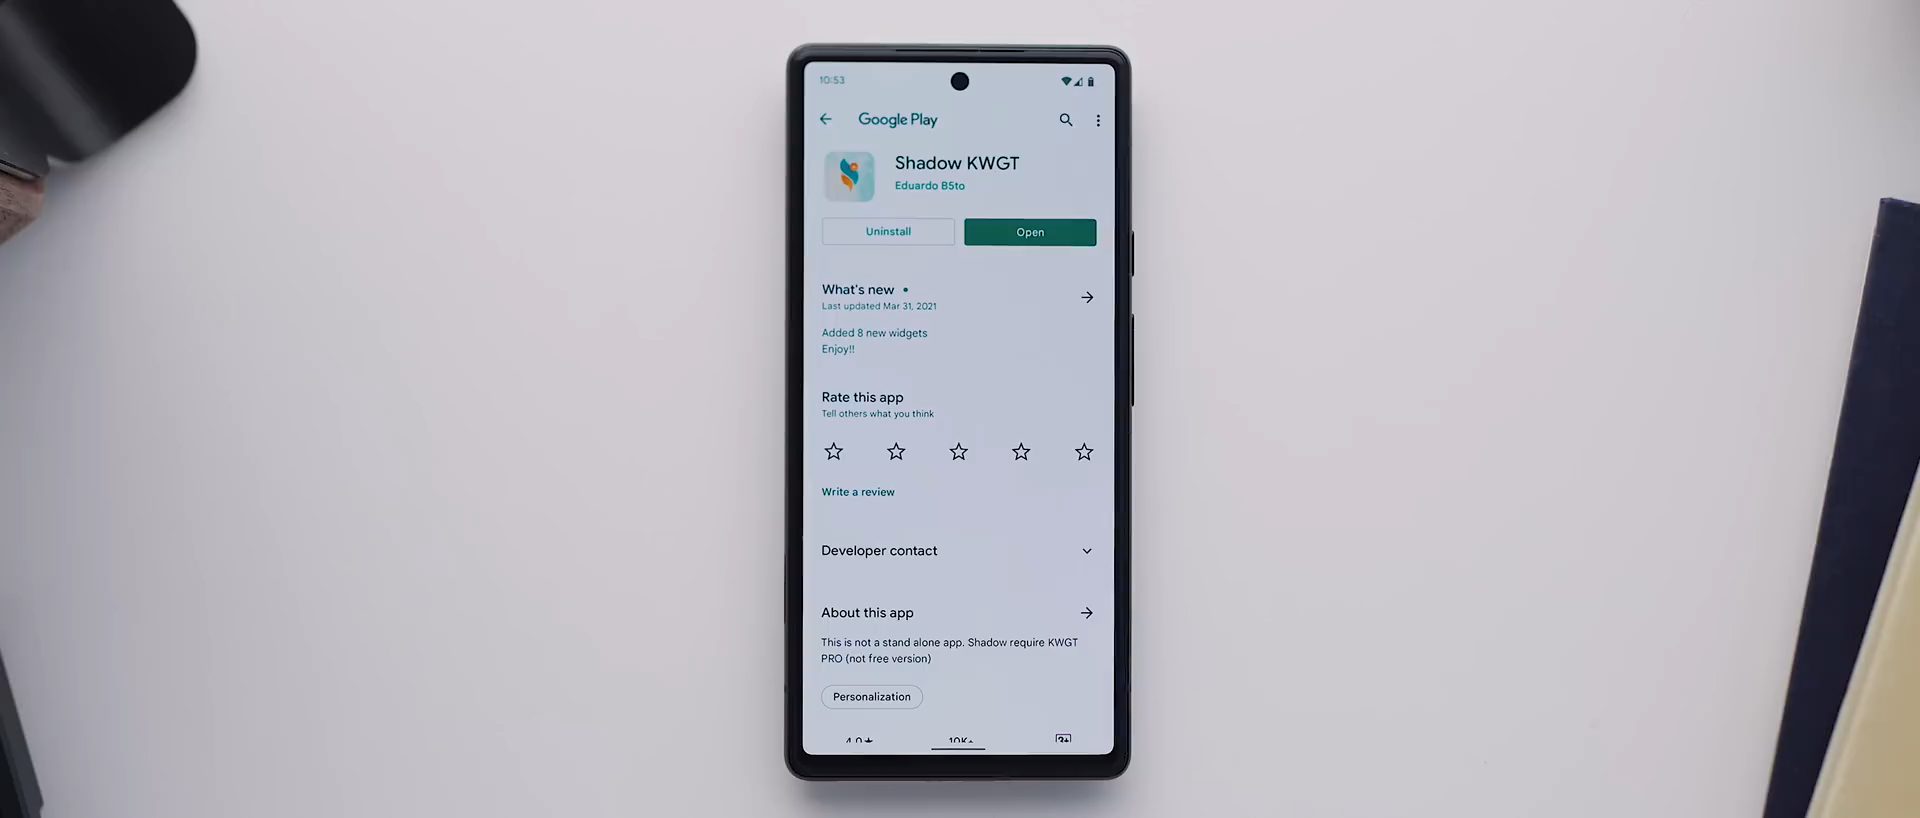 10:53
Google Play
Shadow KWGT
Eduardo B5to
Uninstall
Open
What's new
Last updated Mar 31, 2021
Added 8 new widgets
Enjoy!!
Rate this app
Tell others what you think
Write a review
Developer contact
About this app
This is not a stand alone app. Shadow require KWGT
PRO (not free version)
Personalization
4.0★
10K+
3+